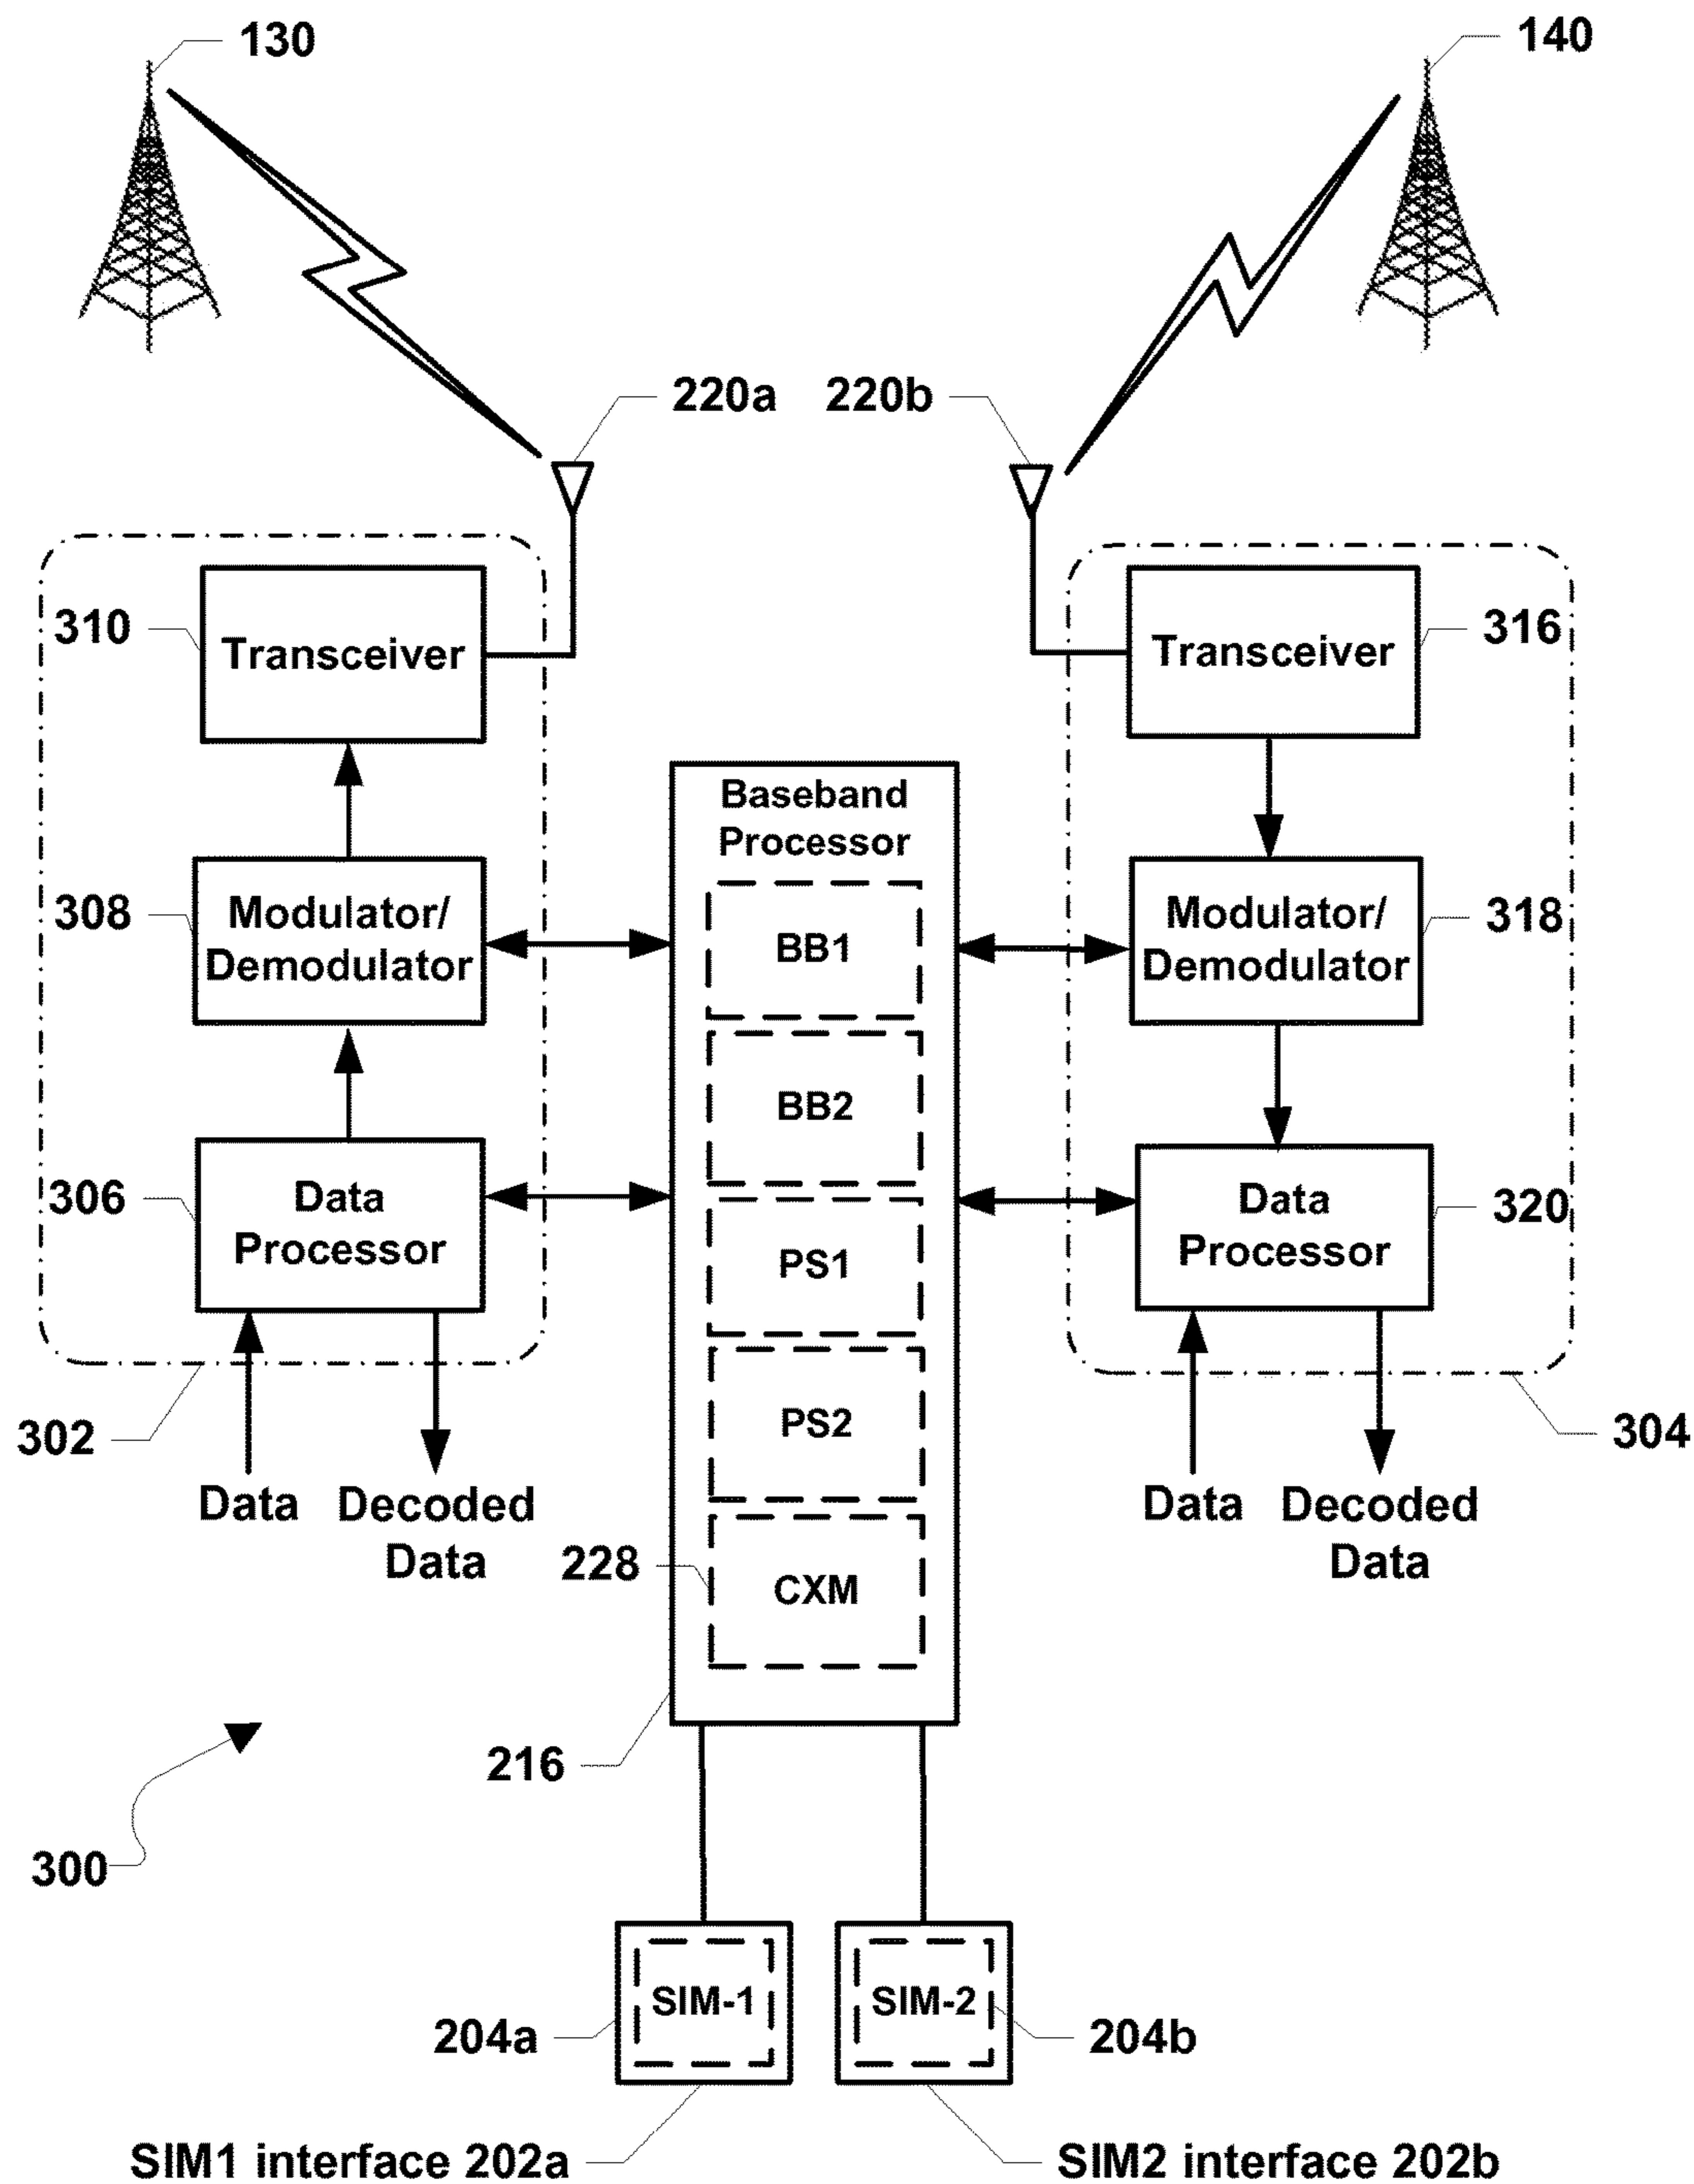 130
140
220a
220b
310
Transceiver
Transceiver
316
Baseband
Processor
308
Modulator/
Demodulator
BB1
Modulator/
Demodulator
318
BB2
306
Data
Processor
PS1
Data
Processor
320
PS2
302
304
Data
Decoded
Data
Data
Decoded
Data
228
CXM
216
300
SIM-1
SIM-2
204a
204b
SIM1 interface 202a
SIM2 interface 202b